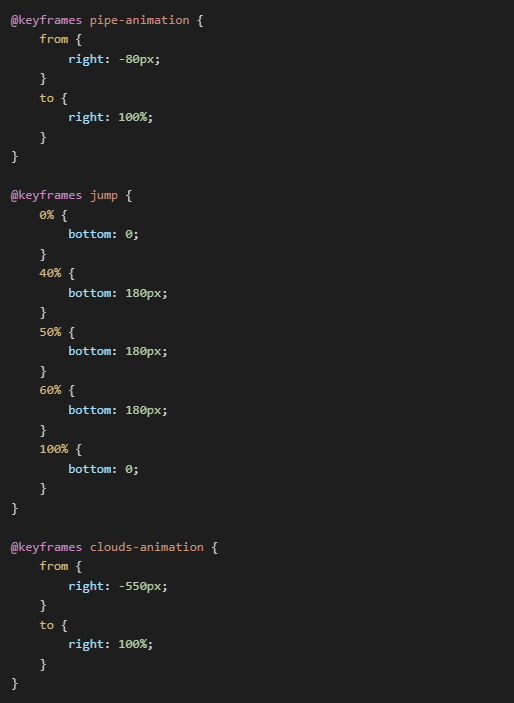 @keyframes pipe-animation {
    from {
        right: -80px;
    }
    to {
        right: 100%;
    }
}

@keyframes jump {
    0% {
        bottom: 0;
    }
    40% {
        bottom: 180px;
    }
    50% {
        bottom: 180px;
    }
    60% {
        bottom: 180px;
    }
    100% {
        bottom: 0;
    }
}

@keyframes clouds-animation {
    from {
        right: -550px;
    }
    to {
        right: 100%;
    }
}